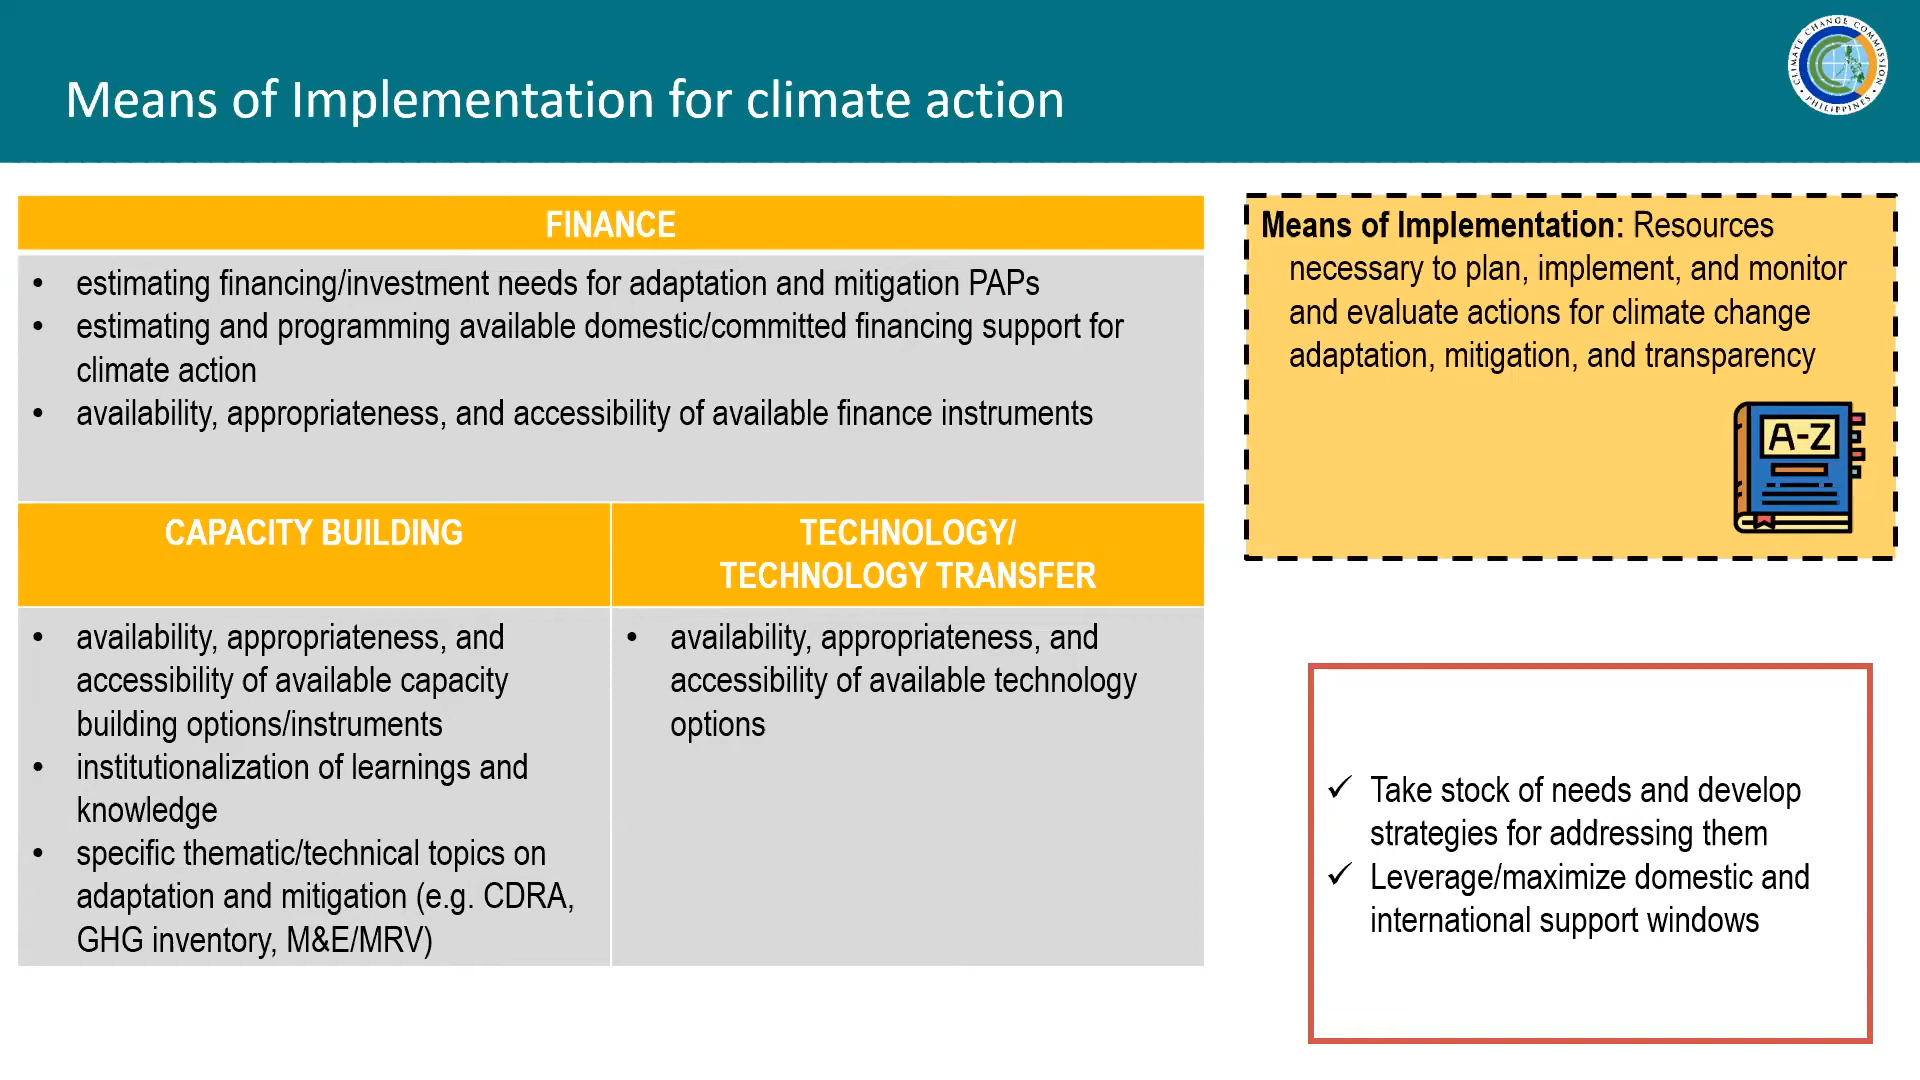 Means of Implementation for climate action
CLIMATE CHANGE COMMISSION
PHILIPPINES
FINANCE
• estimating financing/investment needs for adaptation and mitigation PAPs
• estimating and programming available domestic/committed financing support for
climate action
• availability, appropriateness, and accessibility of available finance instruments
CAPACITY BUILDING
• availability, appropriateness, and
accessibility of available capacity
building options/instruments
• institutionalization of learnings and
knowledge
• specific thematic/technical topics on
adaptation and mitigation (e.g. CDRA,
GHG inventory, M&E/MRV)
TECHNOLOGY/
TECHNOLOGY TRANSFER
• availability, appropriateness, and
accessibility of available technology
options
Means of Implementation: Resources
necessary to plan, implement, and monitor
and evaluate actions for climate change
adaptation, mitigation, and transparency
A-Z
✓ Take stock of needs and develop
strategies for addressing them
✓ Leverage/maximize domestic and
international support windows